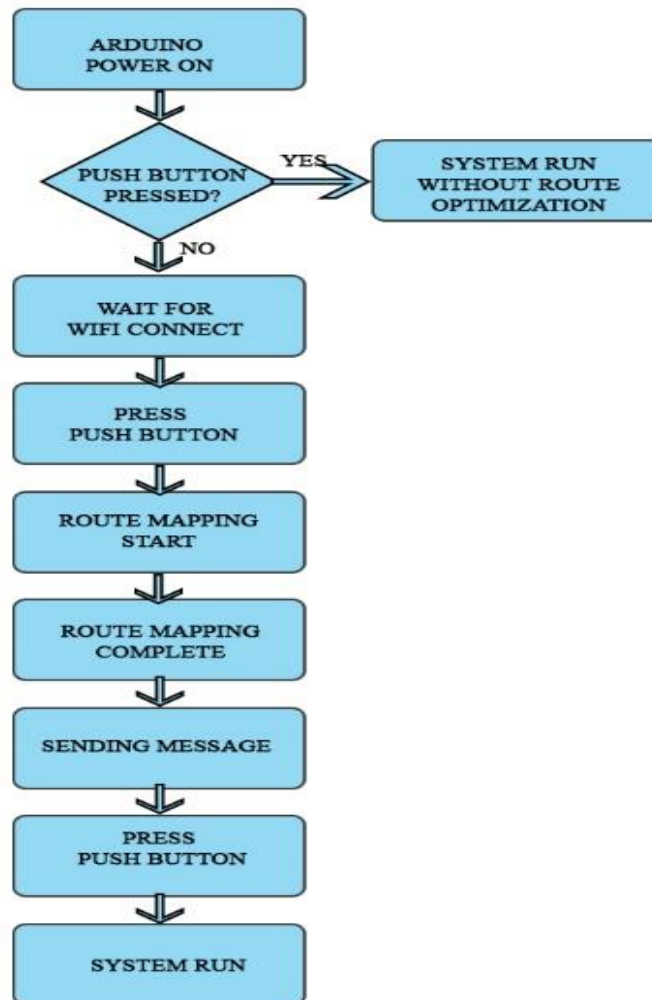 ARDUINO
POWER ON
PUSH BUTTON
PRESSED?
YES
SYSTEM RUN
WITHOUT ROUTE
OPTIMIZATION
NO
WAIT FOR
WIFI CONNECT
PRESS
PUSH BUTTON
ROUTE MAPPING
START
ROUTE MAPPING
COMPLETE
SENDING MESSAGE
PRESS
PUSH BUTTON
SYSTEM RUN